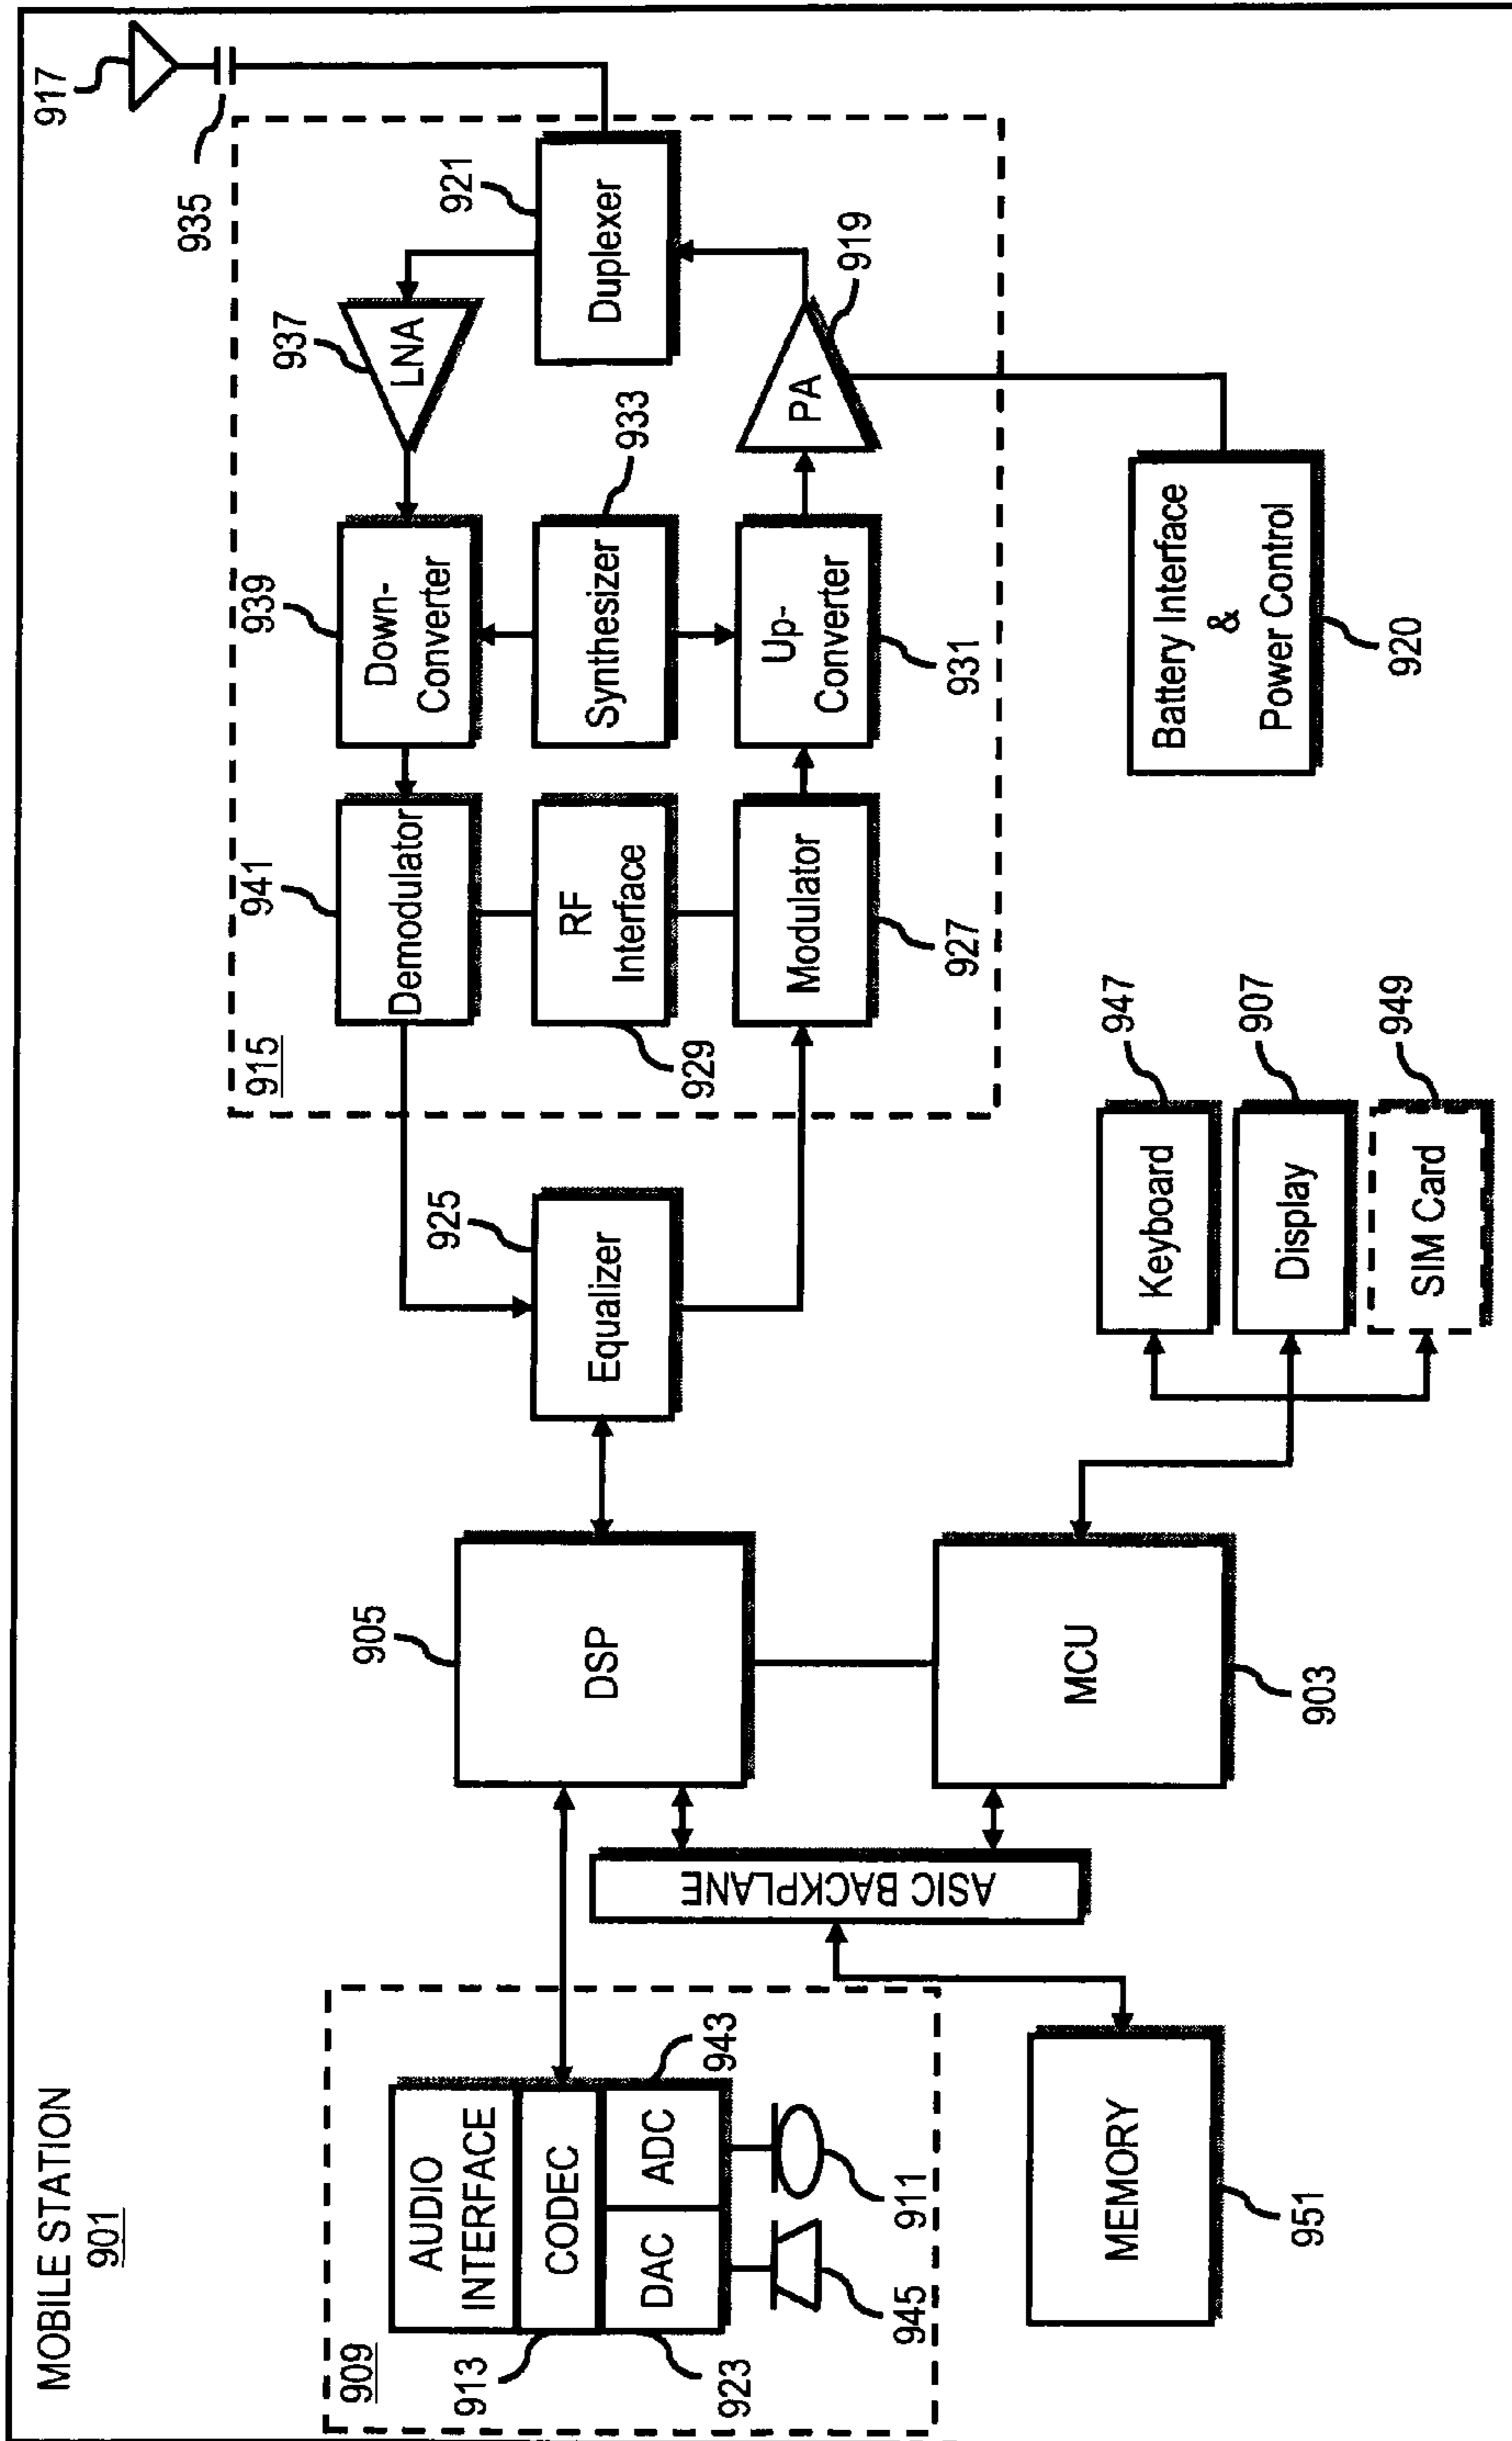 MOBILE STATION
901
909
AUDIO
INTERFACE
CODEC
DAC
ADC
913
923
943
945
911
MEMORY
951
ASIC BACKPLANE
DSP
905
MCU
903
Equalizer
925
Keyboard
947
Display
907
SIM Card
949
915
Demodulator
941
RF
Interface
929
Modulator
927
Down-
Converter
939
Synthesizer
933
Up-
Converter
931
LNA
937
PA
919
Duplexer
921
935
917
Battery Interface
&
Power Control
920